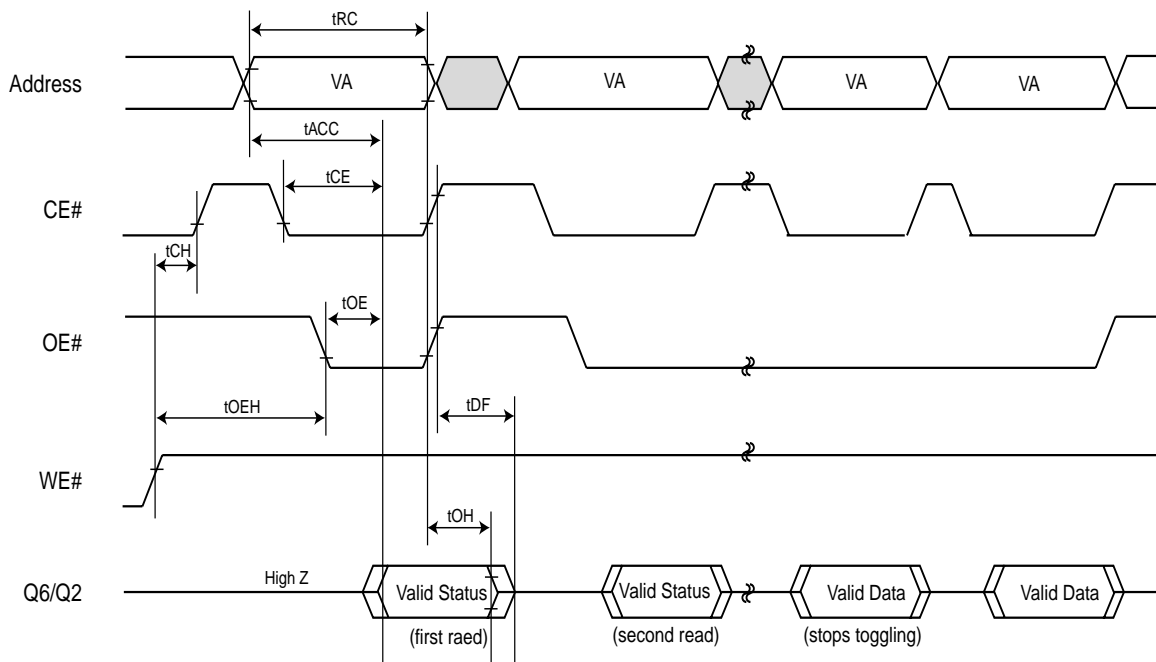 tRC
Address
VA
VA
VA
VA
tACC
tCE
CE#
tCH
tOE
OE#
tOEH
tDF
WE#
tOH
High Z
Q6/Q2
Valid Status
Valid Status
Valid Data
Valid Data
(first raed)
(second read)
(stops toggling)